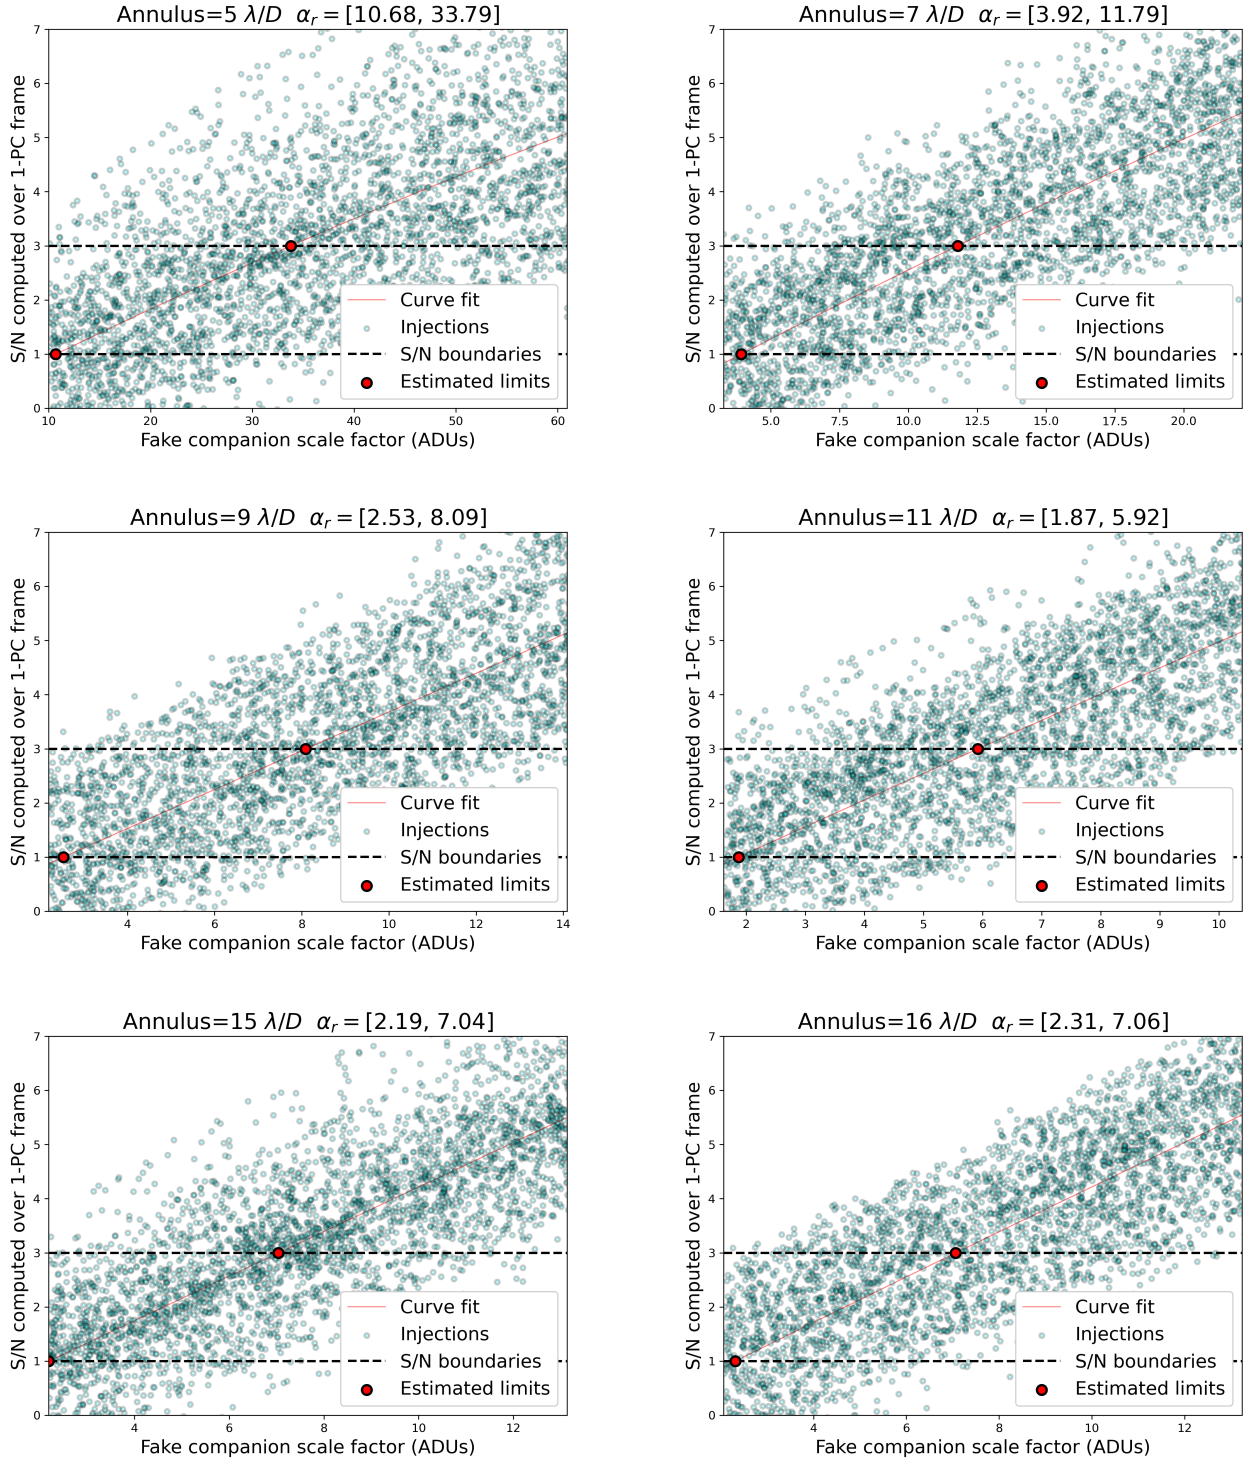 Annulus=5 λ/D αr = [10.68, 33.79]
7
6
5
4
3
2
1
0
S/N computed over 1-PC frame
Curve fit
Injections
S/N boundaries
Estimated limits
10 20 30 40 50 60
Fake companion scale factor (ADUs)
Annulus=7 λ/D αr = [3.92, 11.79]
7
6
5
4
3
2
1
0
S/N computed over 1-PC frame
Curve fit
Injections
S/N boundaries
Estimated limits
5.0 7.5 10.0 12.5 15.0 17.5 20.0
Fake companion scale factor (ADUs)
Annulus=9 λ/D αr = [2.53, 8.09]
7
6
5
4
3
2
1
0
S/N computed over 1-PC frame
Curve fit
Injections
S/N boundaries
Estimated limits
4 6 8 10 12 14
Fake companion scale factor (ADUs)
Annulus=11 λ/D αr = [1.87, 5.92]
7
6
5
4
3
2
1
0
S/N computed over 1-PC frame
Curve fit
Injections
S/N boundaries
Estimated limits
2 3 4 5 6 7 8 9 10
Fake companion scale factor (ADUs)
Annulus=15 λ/D αr = [2.19, 7.04]
7
6
5
4
3
2
1
0
S/N computed over 1-PC frame
Curve fit
Injections
S/N boundaries
Estimated limits
4 6 8 10 12
Fake companion scale factor (ADUs)
Annulus=16 λ/D αr = [2.31, 7.06]
7
6
5
4
3
2
1
0
S/N computed over 1-PC frame
Curve fit
Injections
S/N boundaries
Estimated limits
4 6 8 10 12
Fake companion scale factor (ADUs)